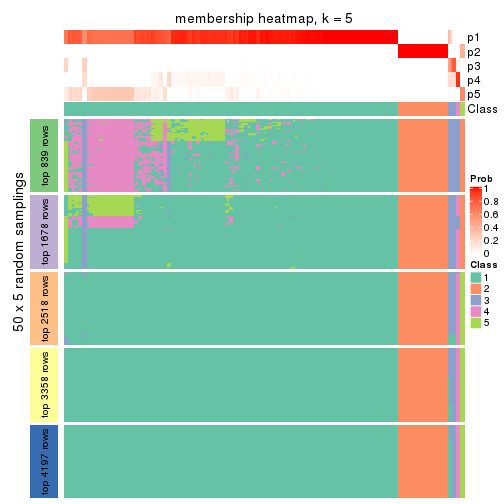 membership heatmap, k = 5
p1
p2
p3
p4
p5
Class
50 x 5 random samplings
top 839 rows
top 1678 rows
top 2518 rows
top 3358 rows
top 4197 rows
Prob
1
0.8
0.6
0.4
0.2
0
Class
1
2
3
4
5